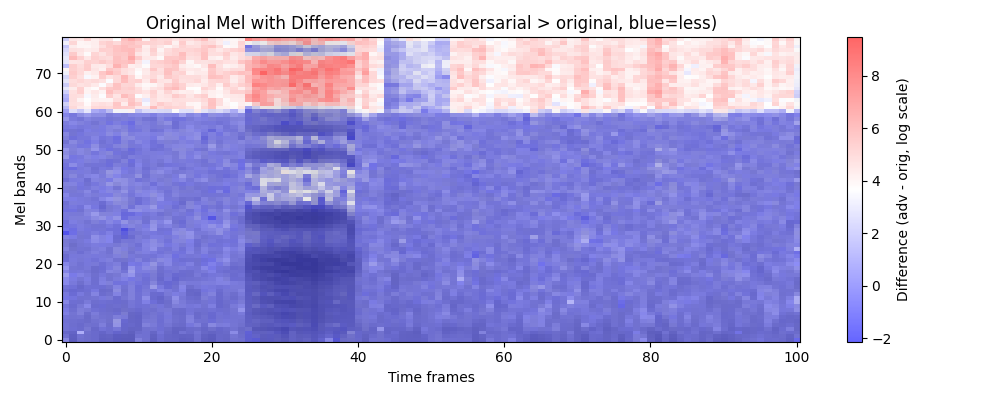 Original Mel with Differences (red=adversarial > original, blue=less)
Mel bands
70
60
50
40
30
20
10
0
0 20 40 60 80 100
Time frames
8
6
4
2
0
−2
Difference (adv - orig, log scale)